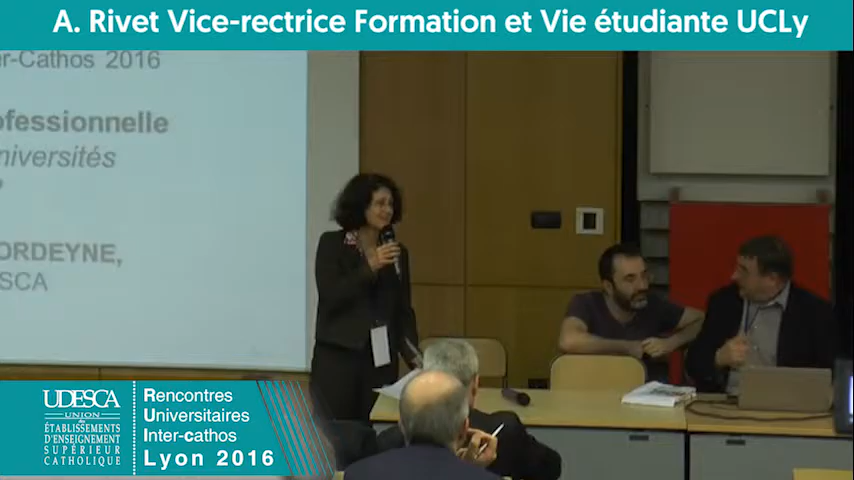 A. Rivet Vice-rectrice Formation et Vie étudiante UCLy
er-Cathos 2016
ofessionnelle
niversités
?
ORDEYNE,
SCA
UDESCA
UNION
des
ÉTABLISSEMENTS
D'ENSEIGNEMENT
SUPÉRIEUR
CATHOLIQUE
Rencontres
Universitaires
Inter-cathos
Lyon 2016